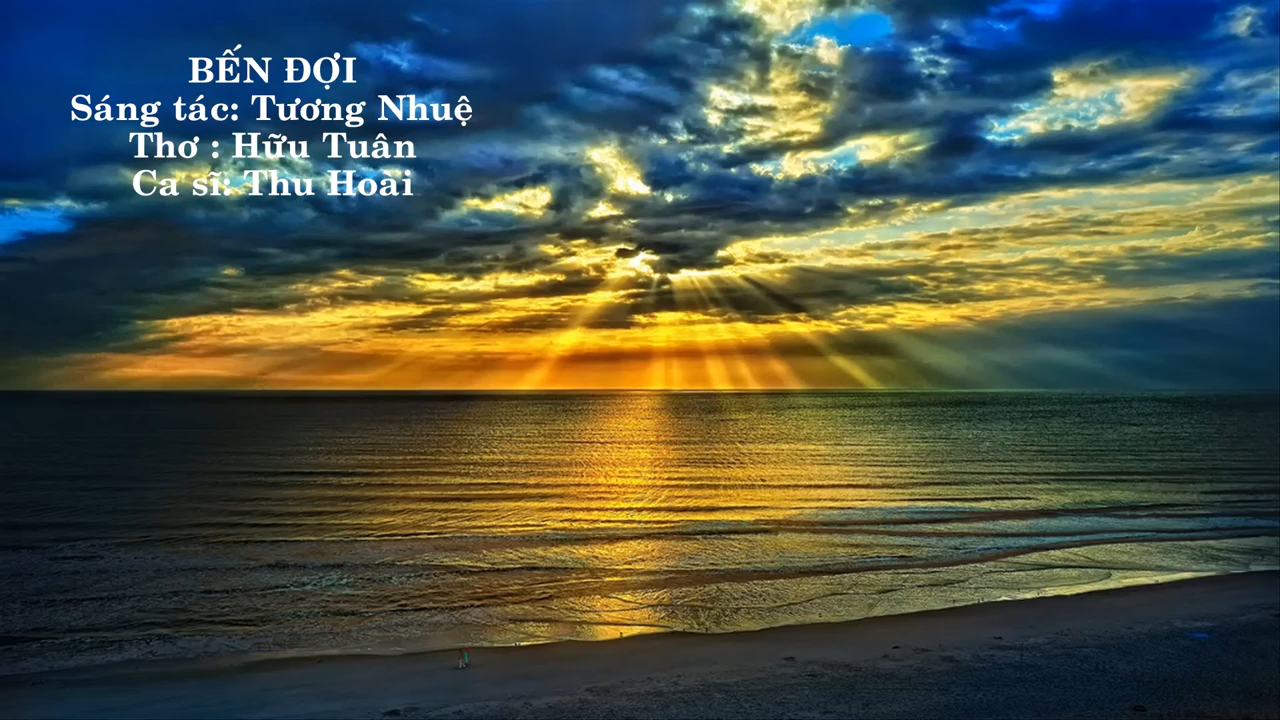 BẾN ĐỢI
Sáng tác: Tương Nhuệ
Thơ : Hữu Tuân
Ca sĩ: Thu Hoài